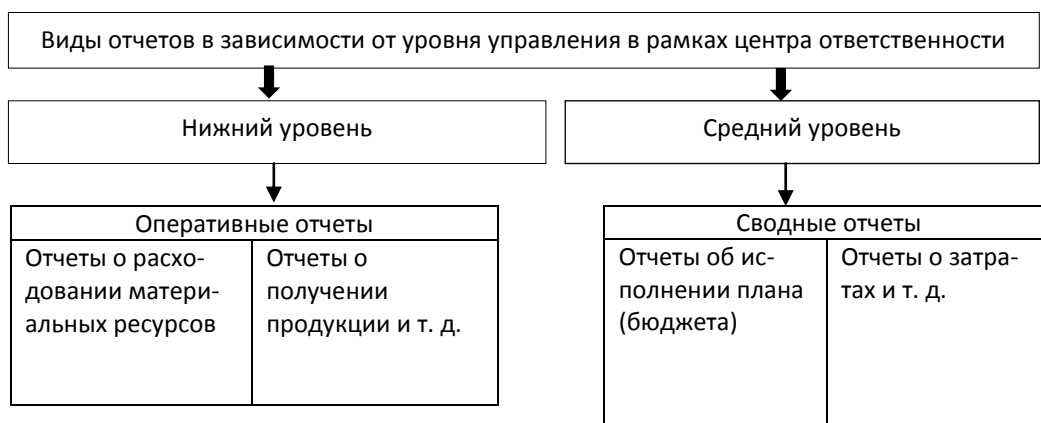 Виды отчетов в зависимости от уровня управления в рамках центра ответственности
Нижний уровень
Средний уровень
Оперативные отчеты
Отчеты о расхо-
довании матери-
альных ресурсов
Отчеты о
получении
продукции и т. д.
Сводные отчеты
Отчеты об ис-
полнении плана
(бюджета)
Отчеты о затра-
тах и т. д.